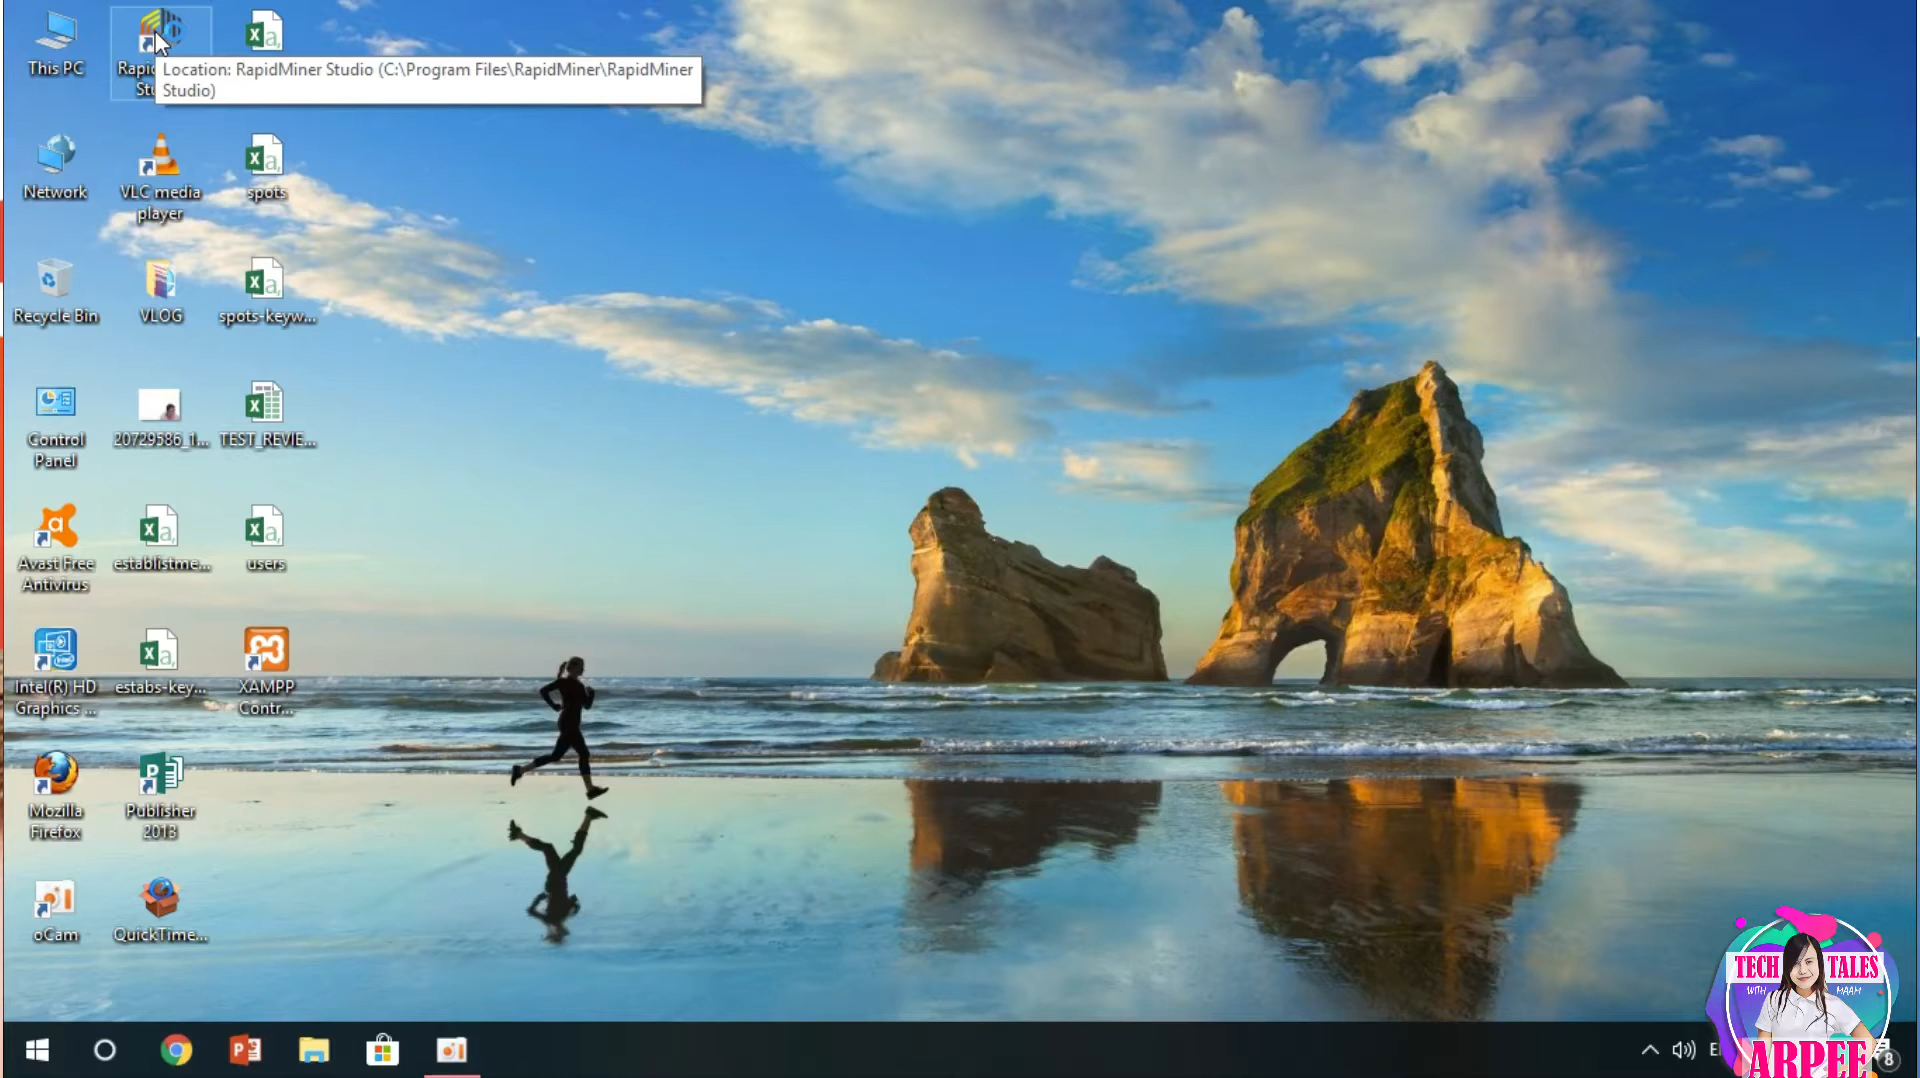 This PC
Rapid
Stu
Location: RapidMiner Studio (C:\Program Files\RapidMiner\RapidMiner
Studio)
Network
VLC media
player
spots
Recycle Bin
VLOG
spots-keyw...
Control
Panel
20729586_1...
TEST_REVIE...
Avast Free
Antivirus
establistme...
users
Intel(R) HD
Graphics ...
estabs-key...
XAMPP
Contr...
Mozilla
Firefox
Publisher
2013
oCam
QuickTime...
TECH TALES
WITH MAAM
ARPEE
8